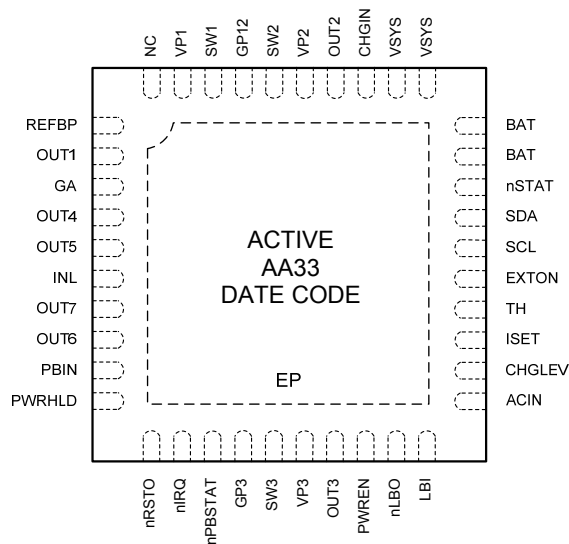 NC
VP1
SW1
GP12
SW2
VP2
OUT2
CHGIN
VSYS
VSYS
REFBP
OUT1
GA
OUT4
OUT5
INL
OUT7
OUT6
PBIN
PWRHLD
ACTIVE
AA33
DATE CODE
EP
BAT
BAT
nSTAT
SDA
SCL
EXTON
TH
ISET
CHGLEV
ACIN
nRSTO
nIRQ
nPBSTAT
GP3
SW3
VP3
OUT3
PWREN
nLBO
LBI